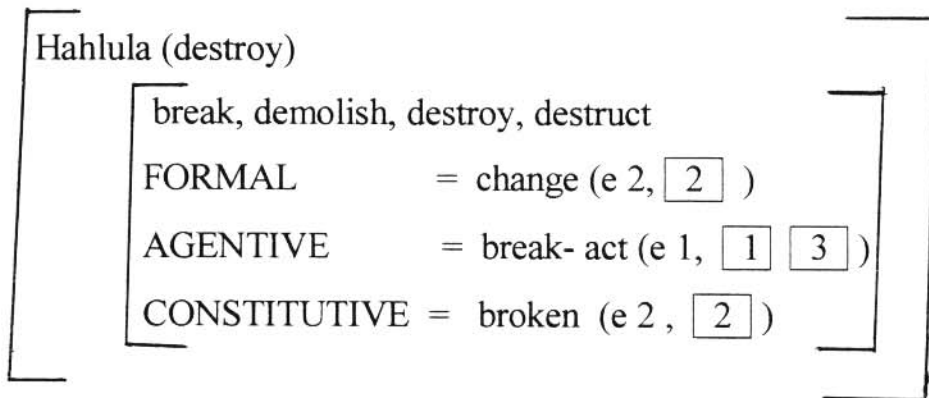 Hahlula (destroy)
break, demolish, destroy, destruct
FORMAL = change (e 2, 2 )
AGENTIVE = break- act (e 1, 1 3 )
CONSTITUTIVE = broken (e 2 , 2 )